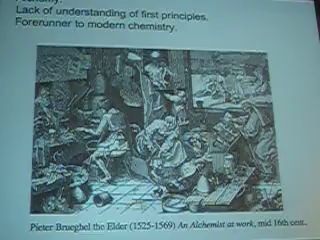 Lack of understanding of first principles.
Forerunner to modern chemistry.
Pieter Brueghel the Elder (1525-1569) An Alchemist at work, mid 16th cent..